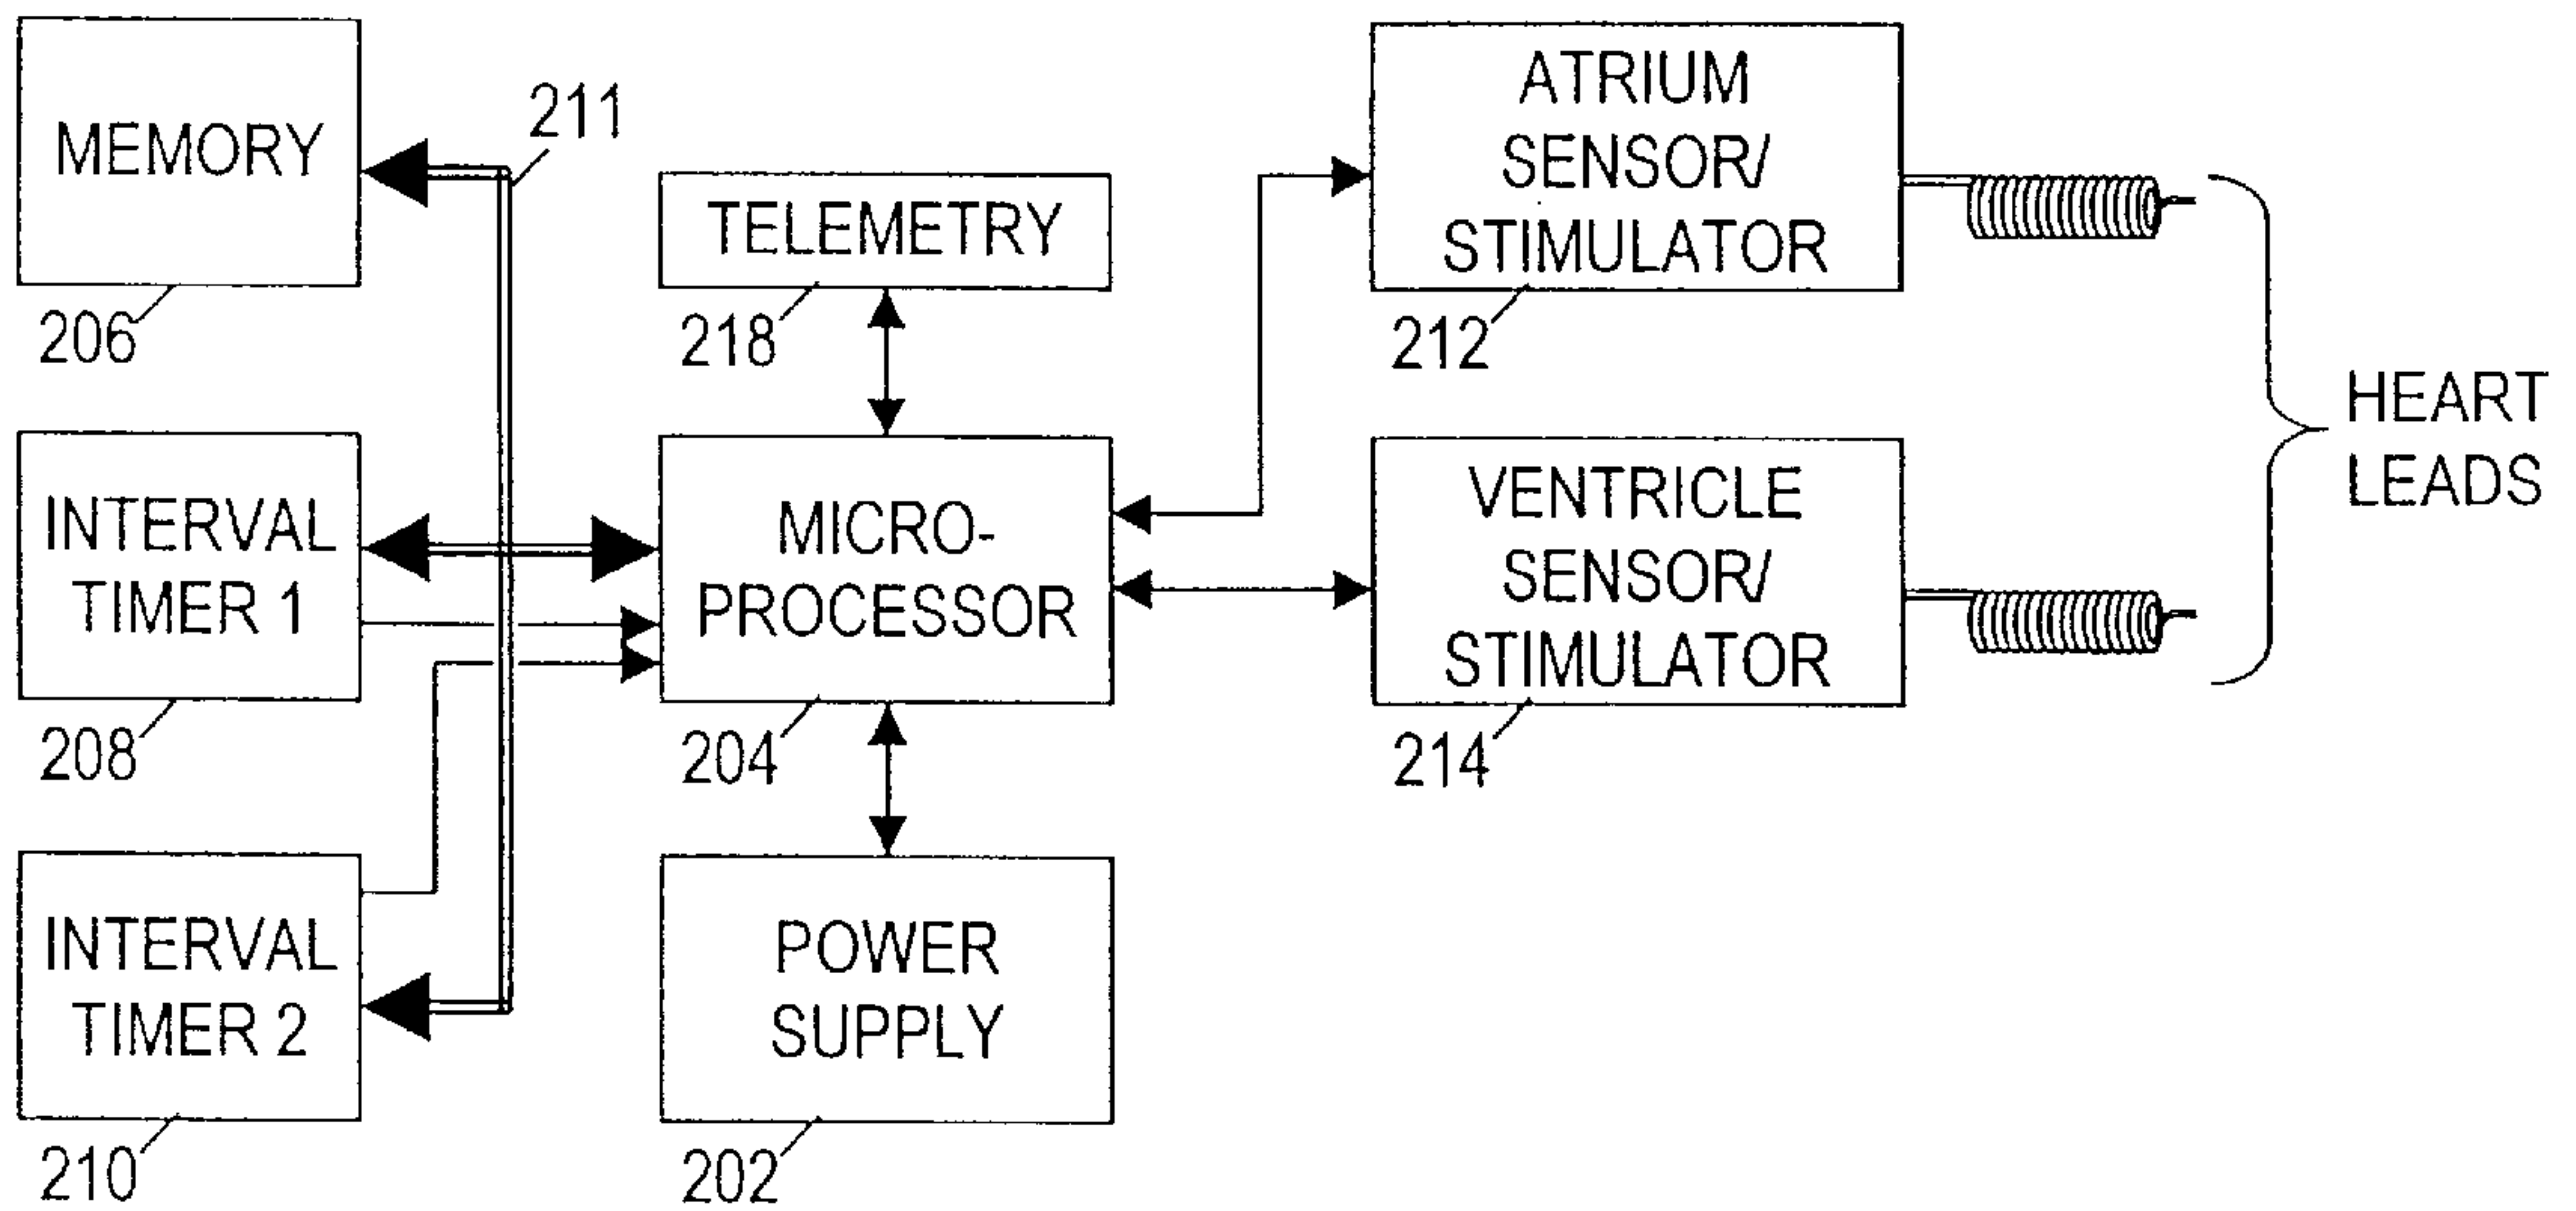 MEMORY
206
211
TELEMETRY
218
ATRIUM
SENSOR/
STIMULATOR
212
HEART
LEADS
INTERVAL
TIMER 1
208
MICRO-
PROCESSOR
204
VENTRICLE
SENSOR/
STIMULATOR
214
INTERVAL
TIMER 2
210
POWER
SUPPLY
202